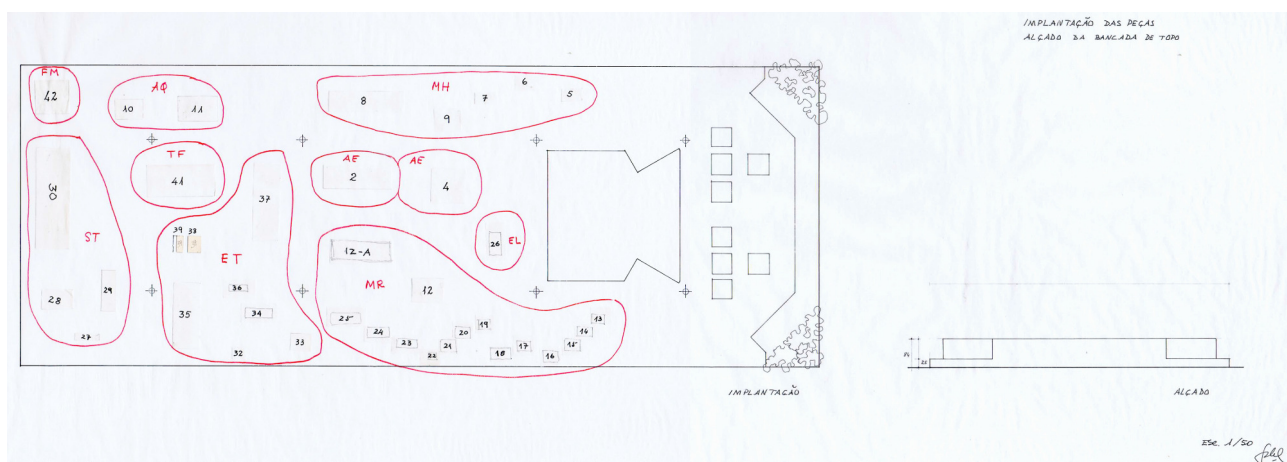 IMPLANTAÇÃO DAS PEÇAS
ALÇADO DA BANCADA DE TOPO
FM
42
AQ
10
11
MH
8
9
7
6
5
TF
41
AE
2
AE
4
30
ST
28
29
27
37
39
38
ET
36
35
34
33
32
26
EL
12-A
MR
12
25
24
23
22
21
20
19
18
17
16
15
14
13
IMPLANTAÇÃO
ALÇADO
ESC. 1/50